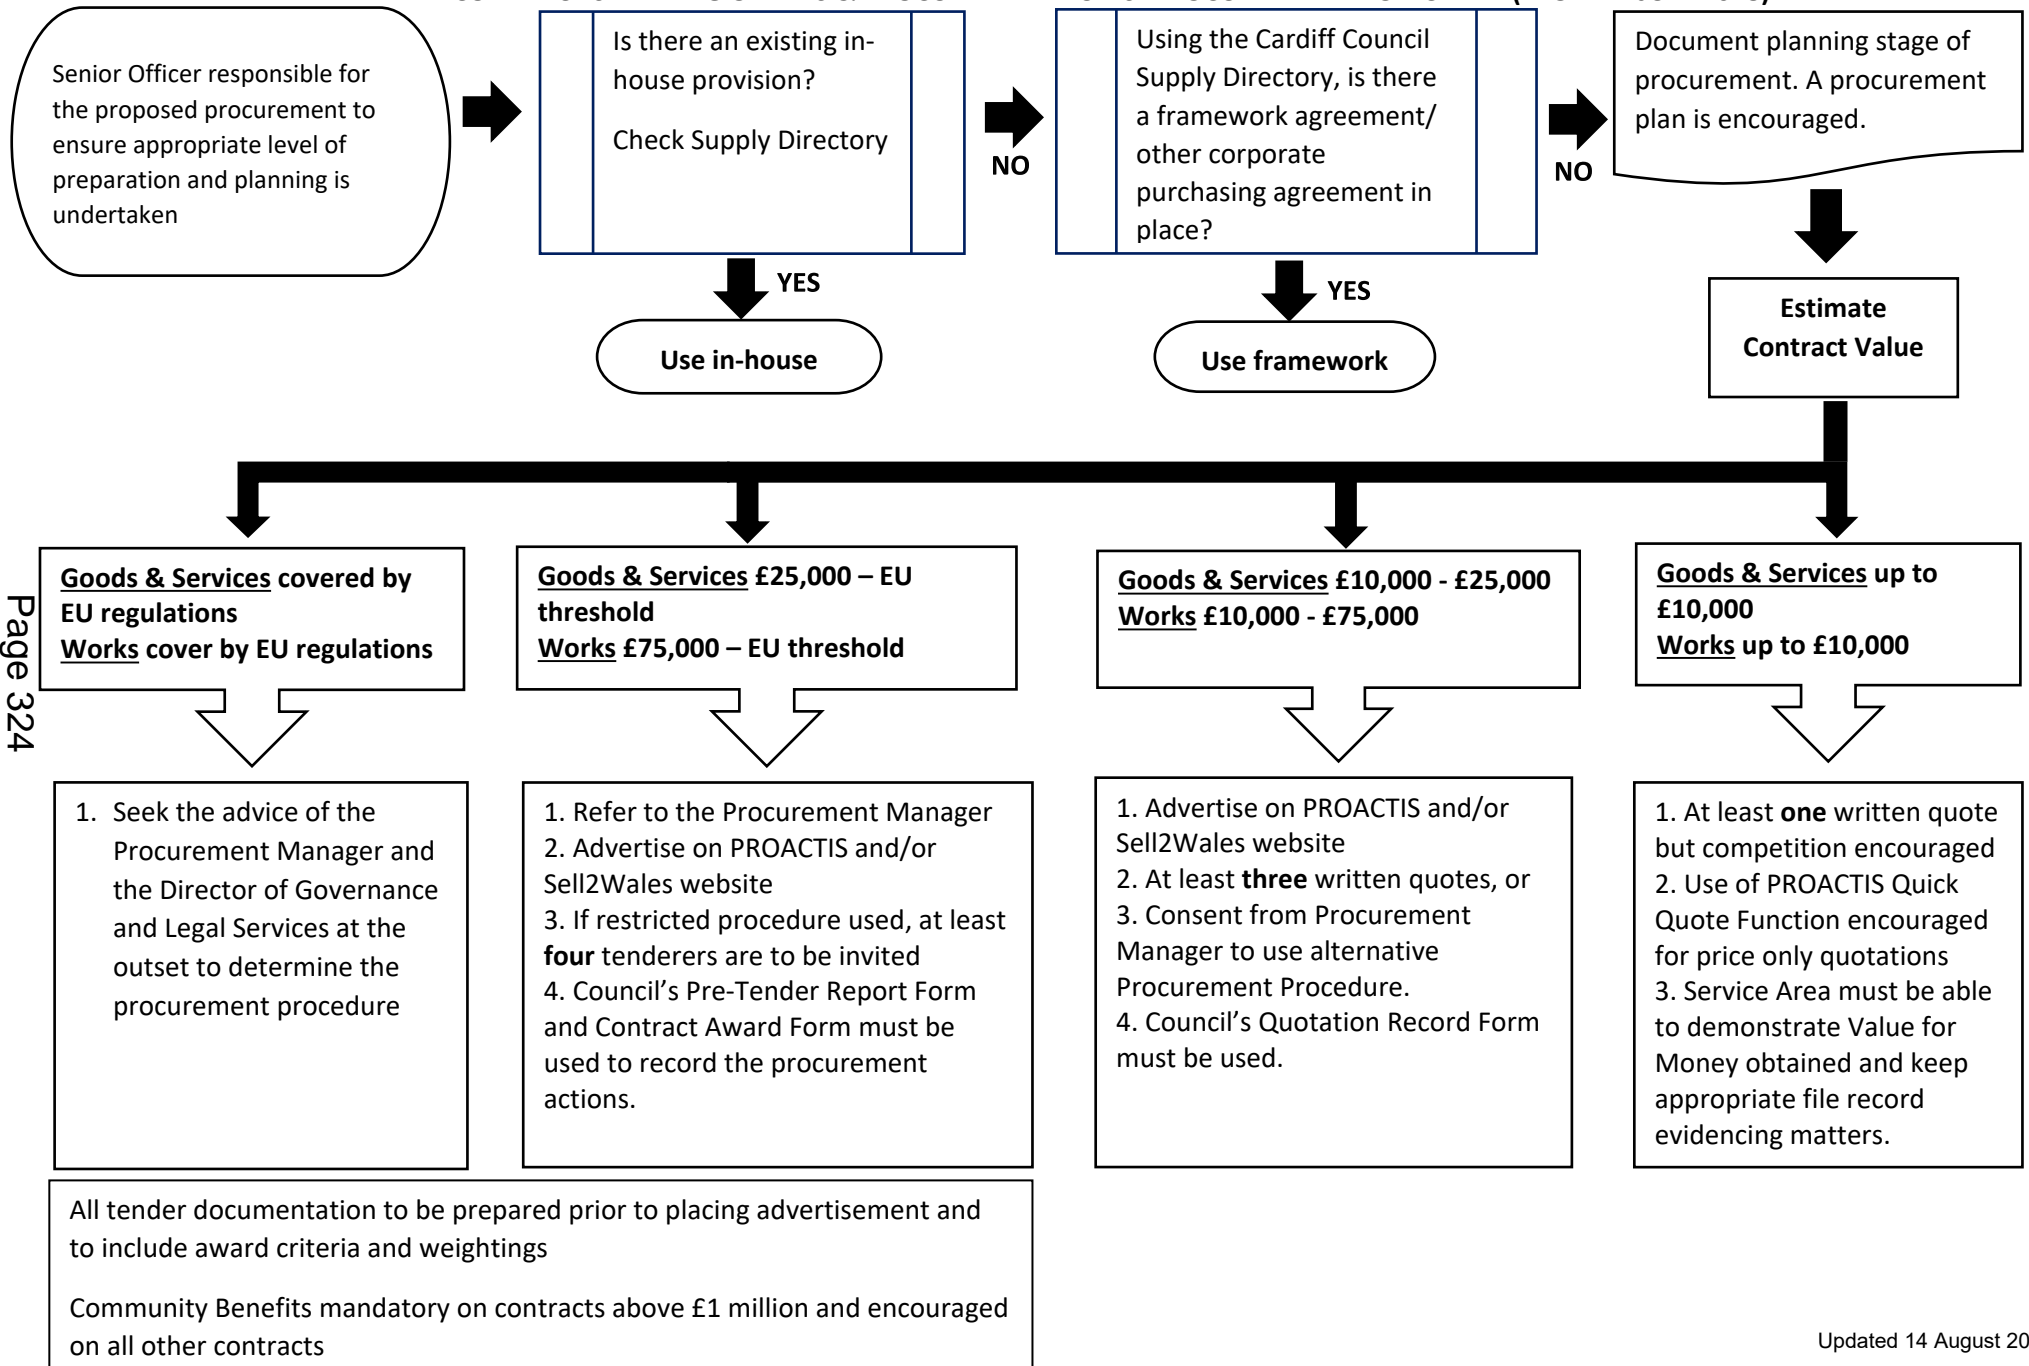 Senior Officer responsible for
the proposed procurement to
ensure appropriate level of
preparation and planning is
undertaken
Is there an existing in-
house provision?
Check Supply Directory
NO
YES
Use in-house
Using the Cardiff Council
Supply Directory, is there
a framework agreement/
other corporate
purchasing agreement in
place?
NO
YES
Use framework
Document planning stage of
procurement. A procurement
plan is encouraged.
Estimate
Contract Value
Goods & Services covered by
EU regulations
Works cover by EU regulations
Goods & Services £25,000 – EU
threshold
Works £75,000 – EU threshold
Goods & Services £10,000 - £25,000
Works £10,000 - £75,000
Goods & Services up to
£10,000
Works up to £10,000
Page 324
1. Seek the advice of the
Procurement Manager and
the Director of Governance
and Legal Services at the
outset to determine the
procurement procedure
1. Refer to the Procurement Manager
2. Advertise on PROACTIS and/or
Sell2Wales website
3. If restricted procedure used, at least
four tenderers are to be invited
4. Council’s Pre-Tender Report Form
and Contract Award Form must be
used to record the procurement
actions.
1. Advertise on PROACTIS and/or
Sell2Wales website
2. At least three written quotes, or
3. Consent from Procurement
Manager to use alternative
Procurement Procedure.
4. Council’s Quotation Record Form
must be used.
1. At least one written quote
but competition encouraged
2. Use of PROACTIS Quick
Quote Function encouraged
for price only quotations
3. Service Area must be able
to demonstrate Value for
Money obtained and keep
appropriate file record
evidencing matters.
All tender documentation to be prepared prior to placing advertisement and
to include award criteria and weightings
Community Benefits mandatory on contracts above £1 million and encouraged
on all other contracts
Updated 14 August 20